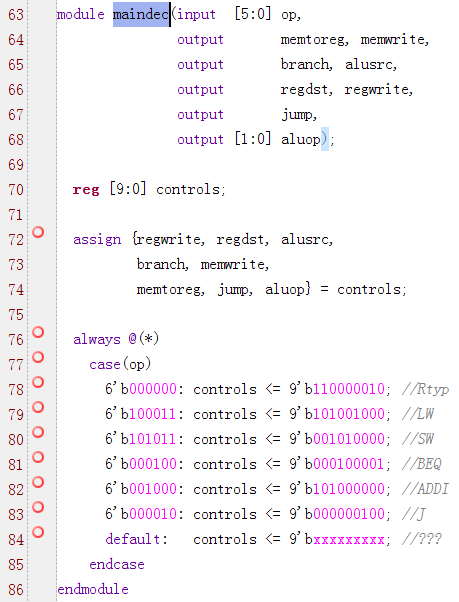 63 module maindec(input [5:0] op,
64 output memtoreg, memwrite,
65 output branch, alusrc,
66 output regdst, regwrite,
67 output jump,
68 output [1:0] aluop);
69
70 reg [9:0] controls;
71
72 assign {regwrite, regdst, alusrc,
73 branch, memwrite,
74 memtoreg, jump, aluop} = controls;
75
76 always @(*)
77 case(op)
78 6'b000000: controls <= 9'b110000010; //Rtyp
79 6'b100011: controls <= 9'b101001000; //LW
80 6'b101011: controls <= 9'b001010000; //SW
81 6'b000100: controls <= 9'b000100001; //BEQ
82 6'b001000: controls <= 9'b101000000; //ADDI
83 6'b000010: controls <= 9'b000000100; //J
84 default: controls <= 9'bxxxxxxxxx; //???
85 endcase
86 endmodule